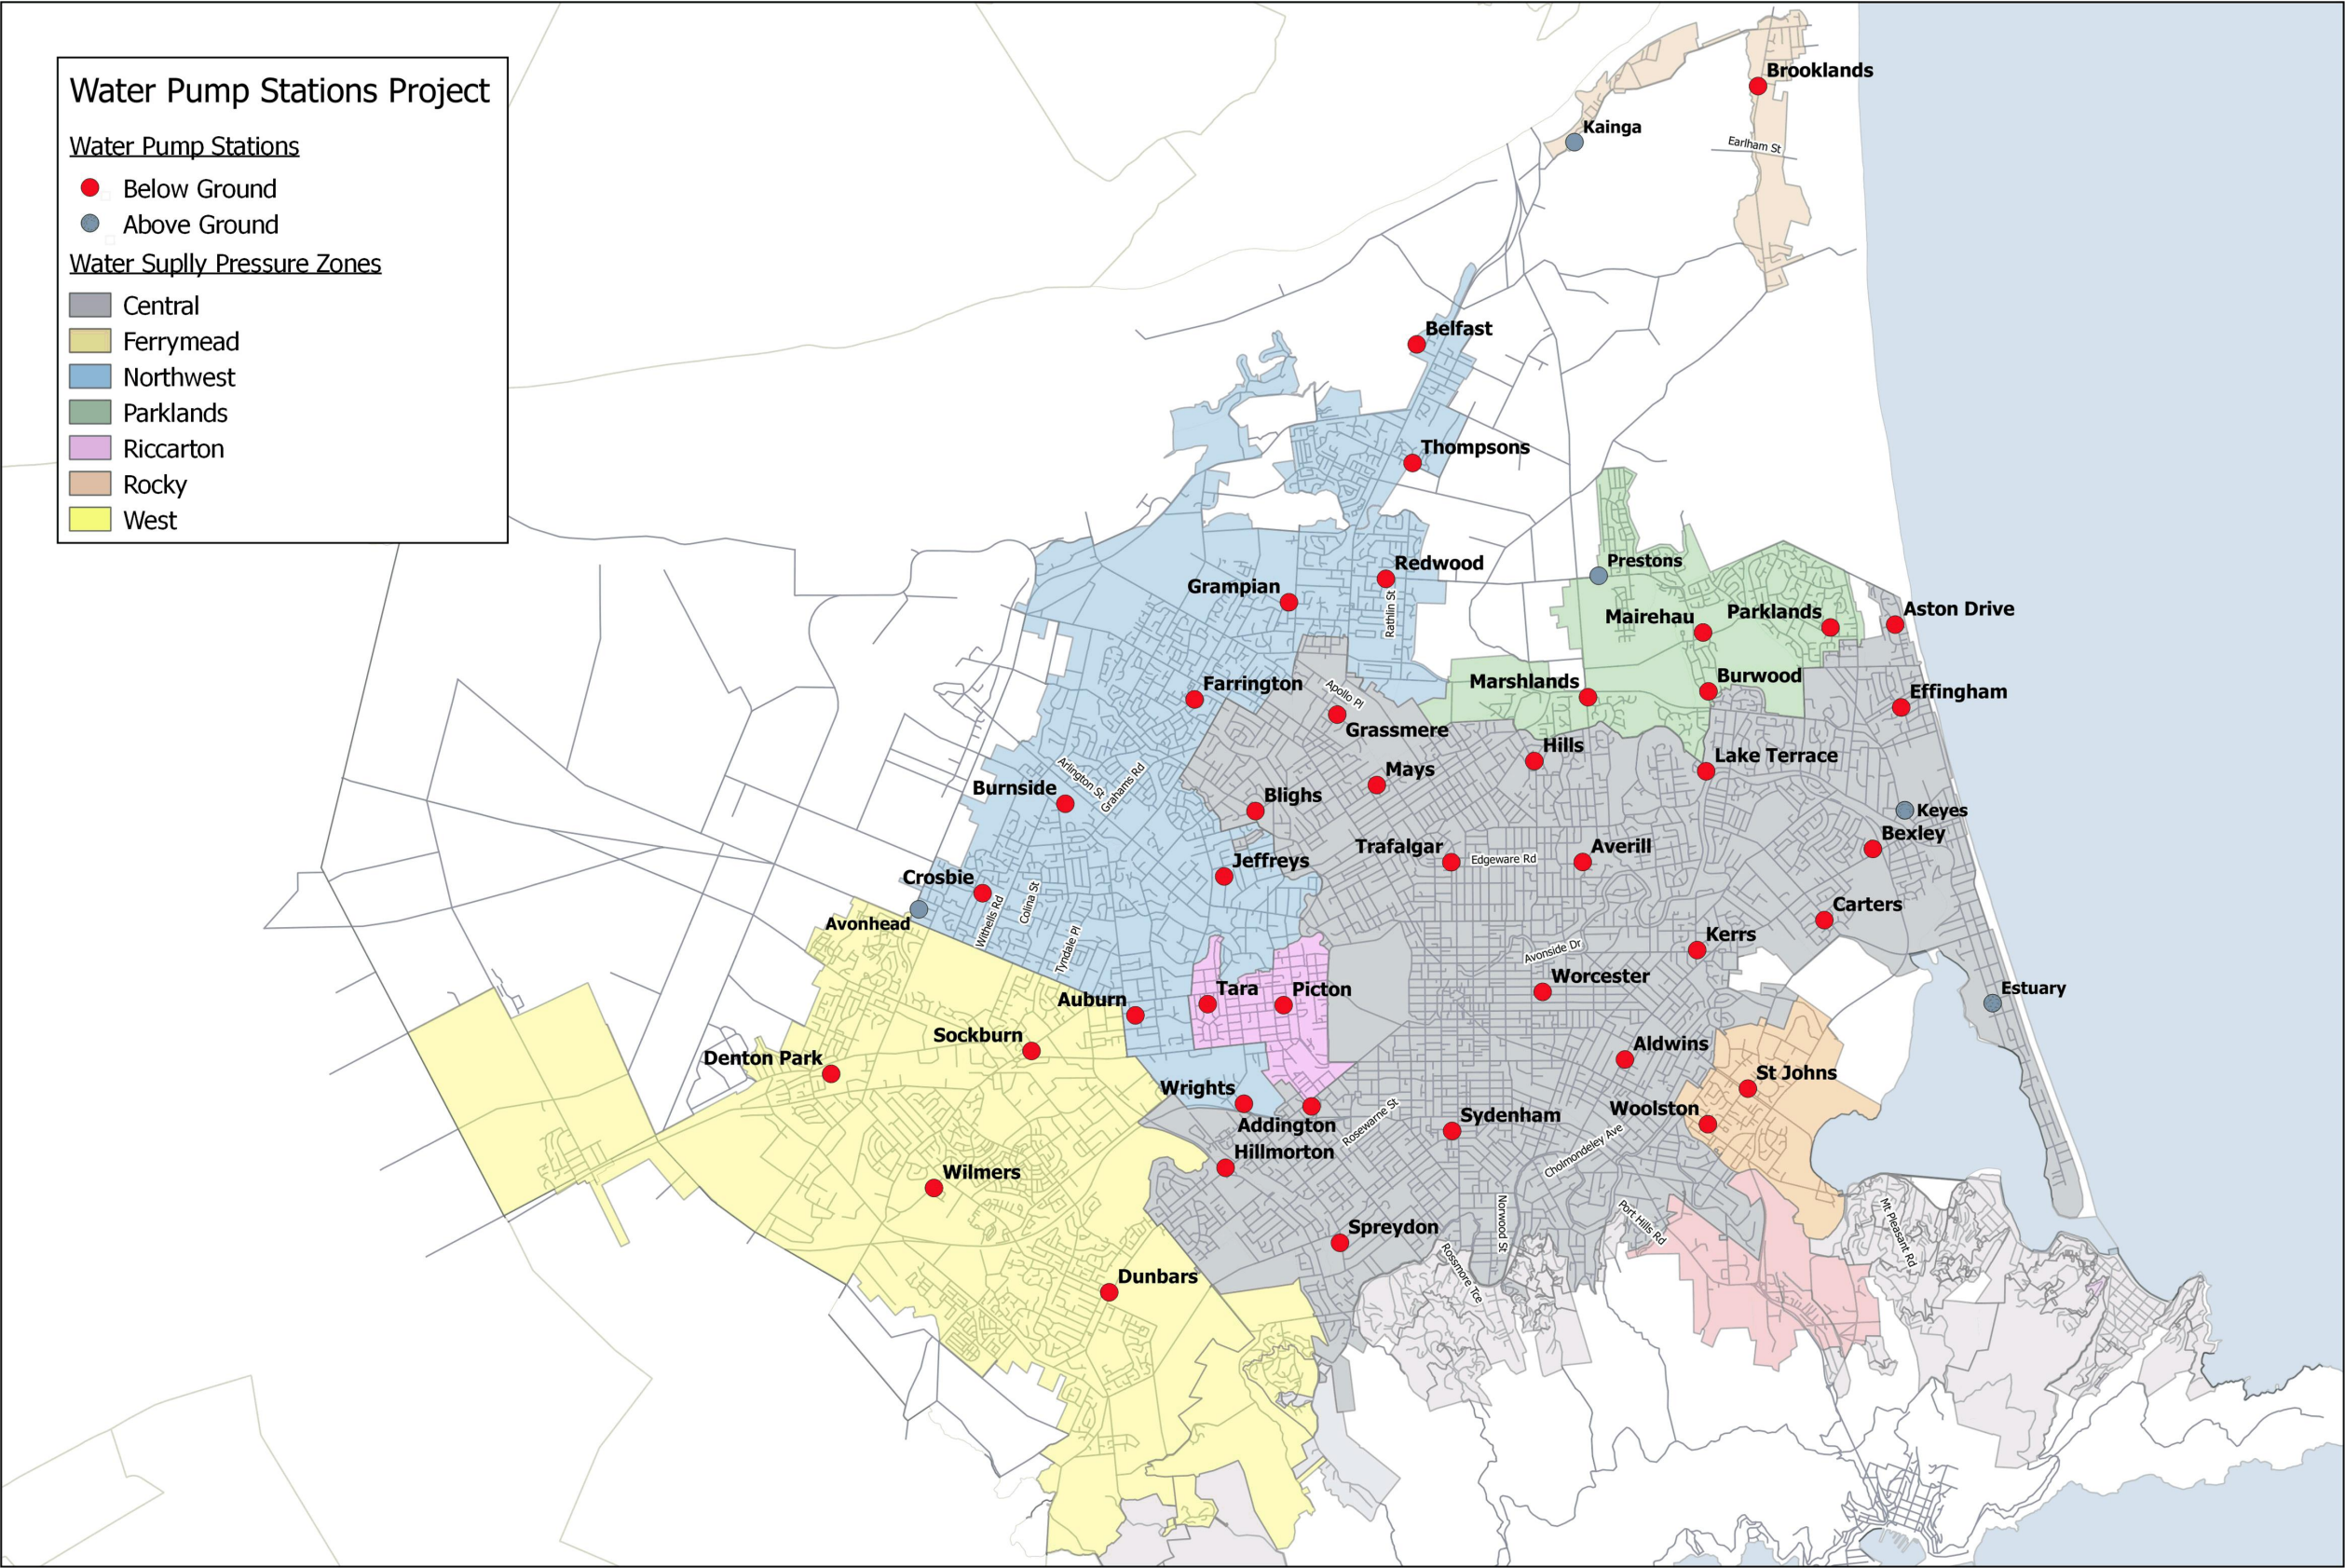 Water Pump Stations Project
Water Pump Stations
Below Ground
Above Ground
Water Suplly Pressure Zones
Central
Ferrymead
Northwest
Parklands
Riccarton
Rocky
West
Brooklands
Kainga
Earlham St
Belfast
Thompsons
Redwood
Prestons
Grampian
Rathlin St
Mairehau
Parklands
Aston Drive
Farrington
Apollo Pl
Marshlands
Burwood
Effingham
Grassmere
Hills
Lake Terrace
Mays
Arlington St
Grahams Rd
Burnside
Blighs
Keyes
Bexley
Trafalgar
Edgeware Rd
Averill
Jeffreys
Crosbie
Withells Rd
Colina St
Avonhead
Tyndale Pl
Carters
Kerrs
Avonside Dr
Worcester
Tara
Picton
Auburn
Estuary
Sockburn
Denton Park
Aldwins
St Johns
Wrights
Addington
Rosewarne St
Sydenham
Woolston
Cholmondeley Ave
Hillmorton
Wilmers
Spreydon
Norwood St
Port Hills Rd
Mt Pleasant Rd
Rossmore Tce
Dunbars